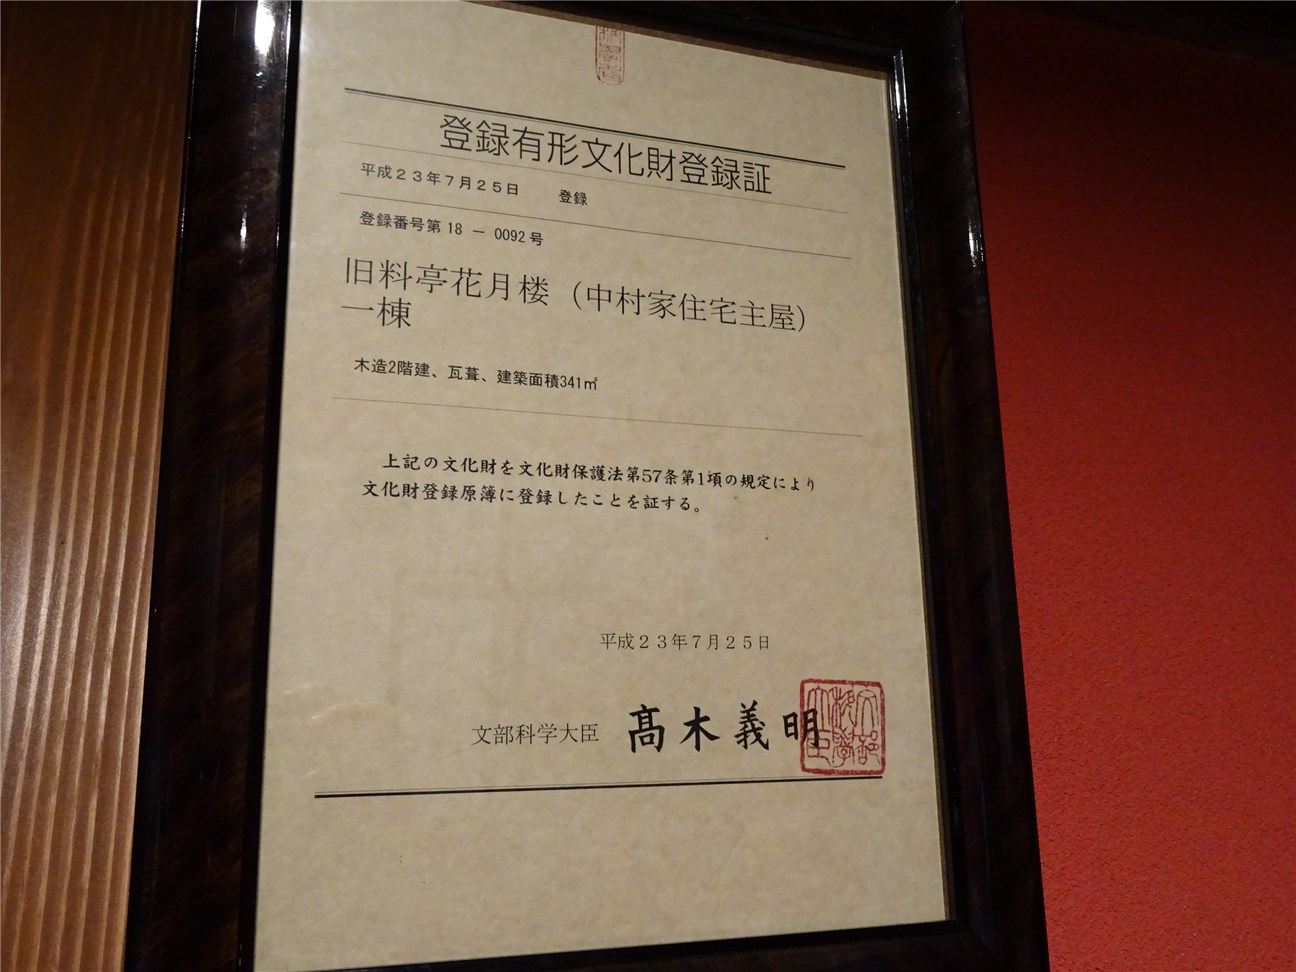 登録有形文化財登録証
平成２３年７月２５日　登録
登録番号第 18 － 0092 号
旧料亭花月楼（中村家住宅主屋）
一棟
木造2階建、瓦葺、建築面積341㎡
上記の文化財を文化財保護法第57条第1項の規定により
文化財登録原簿に登録したことを証する。
平成２３年７月２５日
文部科学大臣　髙木義明